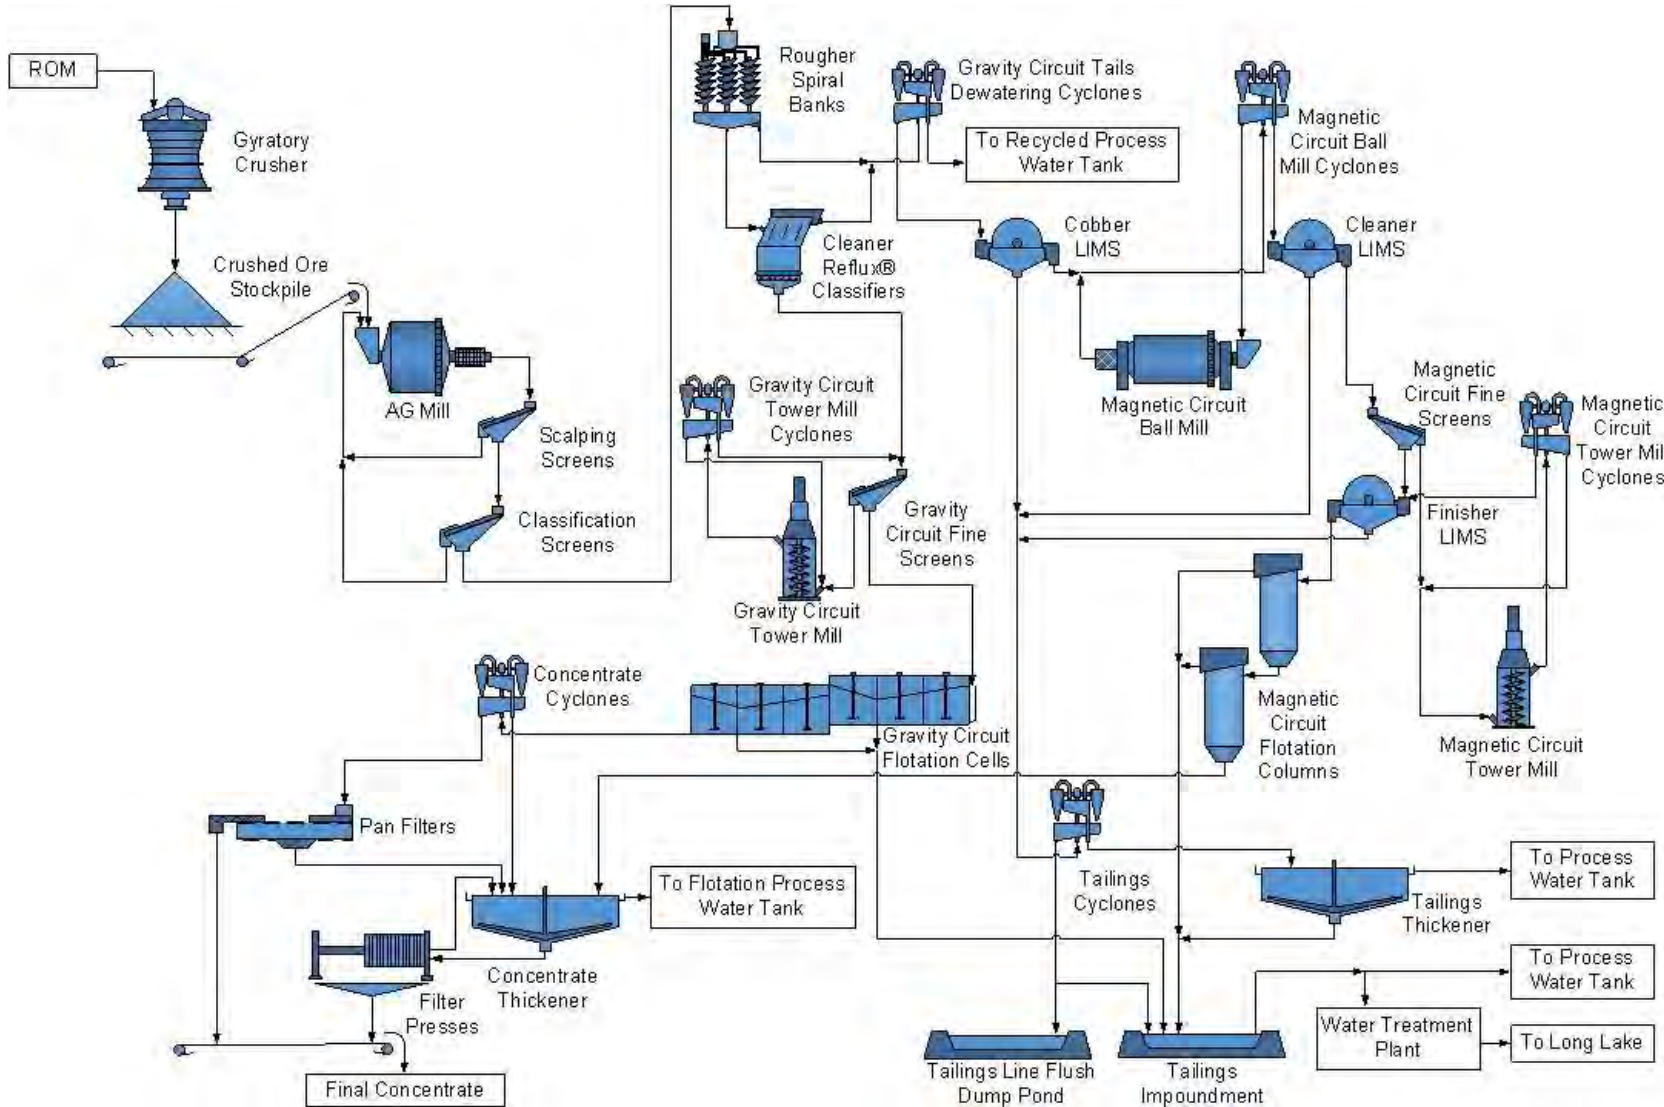 ROM
Gyratory
Crusher
Crushed Ore
Stockpile
AG Mill
Scalping
Screens
Classification
Screens
Rougher
Spiral
Banks
Gravity Circuit Tails
Dewatering Cyclones
To Recycled Process
Water Tank
Magnetic
Circuit Ball
Mill Cyclones
Cleaner
Reflux®
Classifiers
Cobber
LIMS
Cleaner
LIMS
Gravity Circuit
Tower Mill
Cyclones
Magnetic Circuit
Ball Mill
Magnetic
Circuit Fine
Screens
Magnetic
Circuit
Tower Mill
Cyclones
Gravity
Circuit Fine
Screens
Finisher
LIMS
Gravity Circuit
Tower Mill
Concentrate
Cyclones
Gravity Circuit
Flotation Cells
Magnetic
Circuit
Flotation
Columns
Magnetic Circuit
Tower Mill
Pan Filters
To Flotation Process
Water Tank
Tailings
Cyclones
To Process
Water Tank
Tailings
Thickener
Concentrate
Thickener
Filter
Presses
To Process
Water Tank
Water Treatment
Plant
To Long Lake
Final Concentrate
Tailings Line Flush
Dump Pond
Tailings
Impoundment